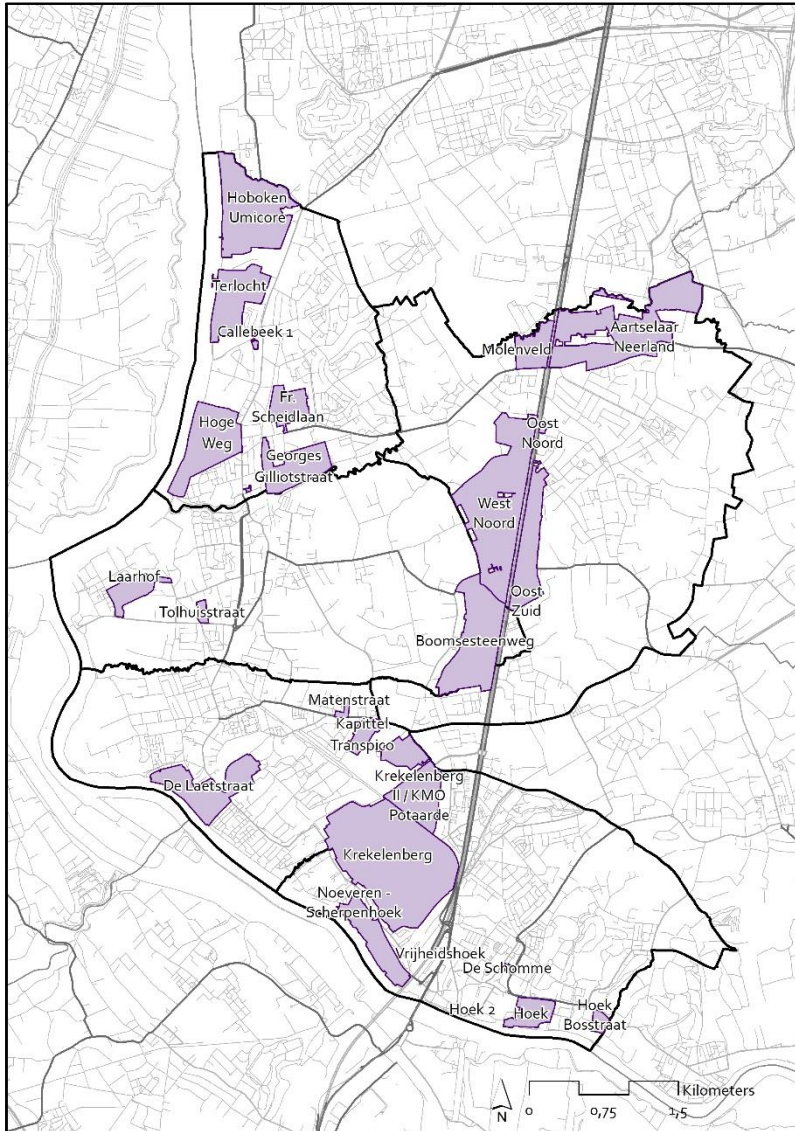 Hoboken
Umicore
Terlocht
Callebeek 1
Aartselaar
Neerland
Molenveld
Fr.
Scheidlaan
Hoge
Weg
Georges
Gilliotstraat
Oost
Noord
West
Noord
Laarhof
Tolhuisstraat
Oost
Zuid
Boomsesteenweg
Matenstraat
Kapittel
Transpico
Krekelenberg
II / KMO
Potaarde
De Laetstraat
Krekelenberg
Noeveren -
Scherpenhoek
Vrijheidshoek
De Schomme
Hoek 2
Hoek
Hoek
Bosstraat
Kilometers
N
0
0,75
1,5